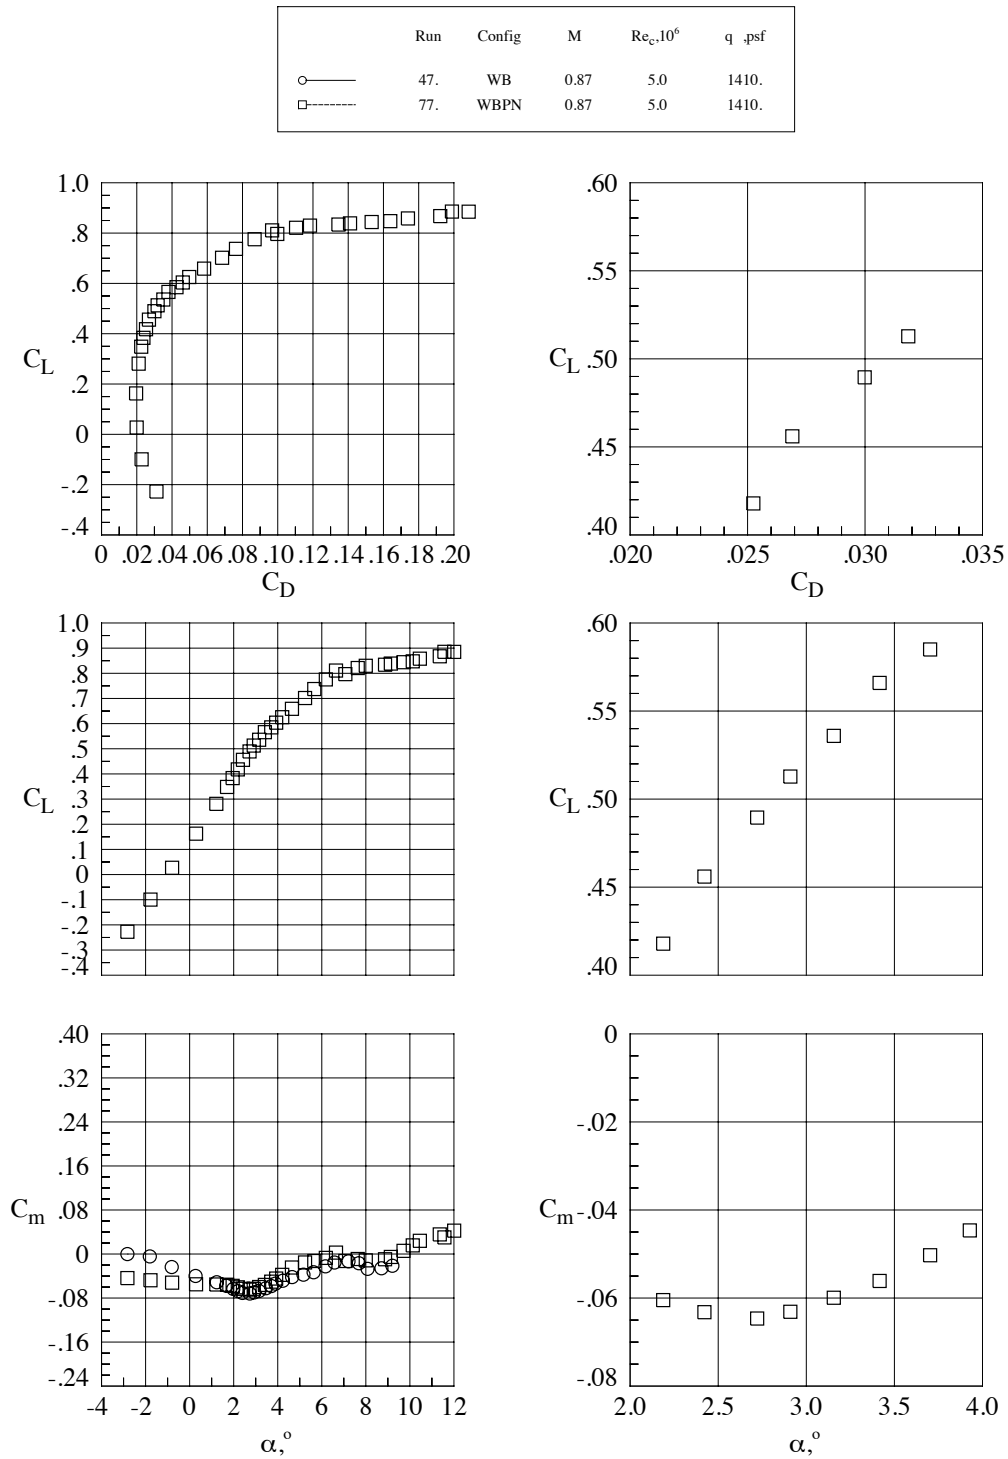 Run Config M Re_c,10^6 q ,psf
47. WB 0.87 5.0 1410.
77. WBPN 0.87 5.0 1410.
1.0
.8
.6
.4
.2
0
-.2
-.4
C_L
0 .02 .04 .06 .08 .10 .12 .14 .16 .18 .20
C_D
.60
.55
.50
.45
.40
C_L
.020 .025 .030 .035
C_D
1.0
.9
.8
.7
.6
.5
.4
.3
.2
.1
0
-.1
-.2
-.3
-.4
C_L
.60
.55
.50
.45
.40
C_L
.40
.32
.24
.16
.08
0
-.08
-.16
-.24
C_m
-4 -2 0 2 4 6 8 10 12
α,°
0
-.02
-.04
-.06
-.08
C_m
2.0 2.5 3.0 3.5 4.0
α,°